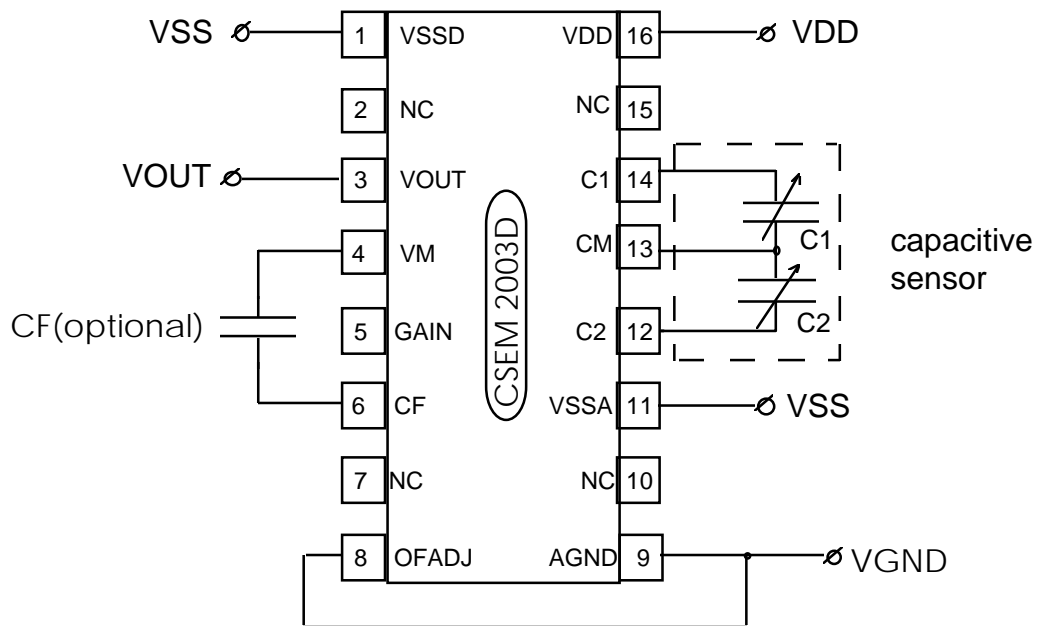 VSS 1 VSSD VDD 16 VDD
2 NC NC 15
VOUT 3 VOUT C1 14
4 VM CM 13 C1
capacitive
sensor
CF(optional) 5 GAIN C2 12 C2
6 CF VSSA 11 VSS
7 NC NC 10
8 OFADJ AGND 9 VGND
CSEM 2003D